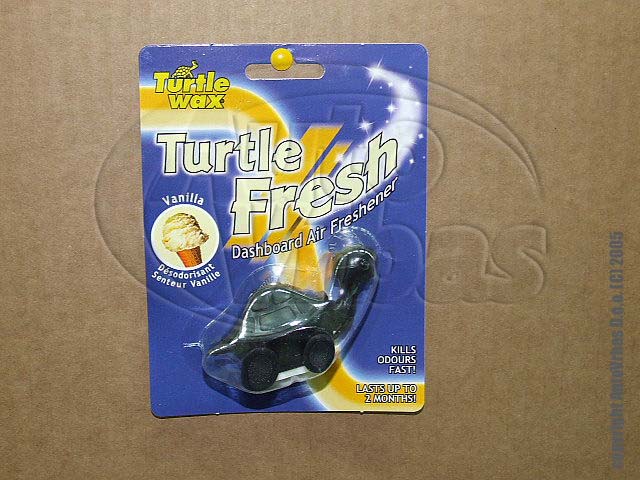 Turtle
wax
Turtle
Fresh
Dashboard Air Freshener
Vanilla
Désodorisant
Senteur Vanille
KILLS
ODOURS
FAST!
LASTS UP TO
2 MONTHS!